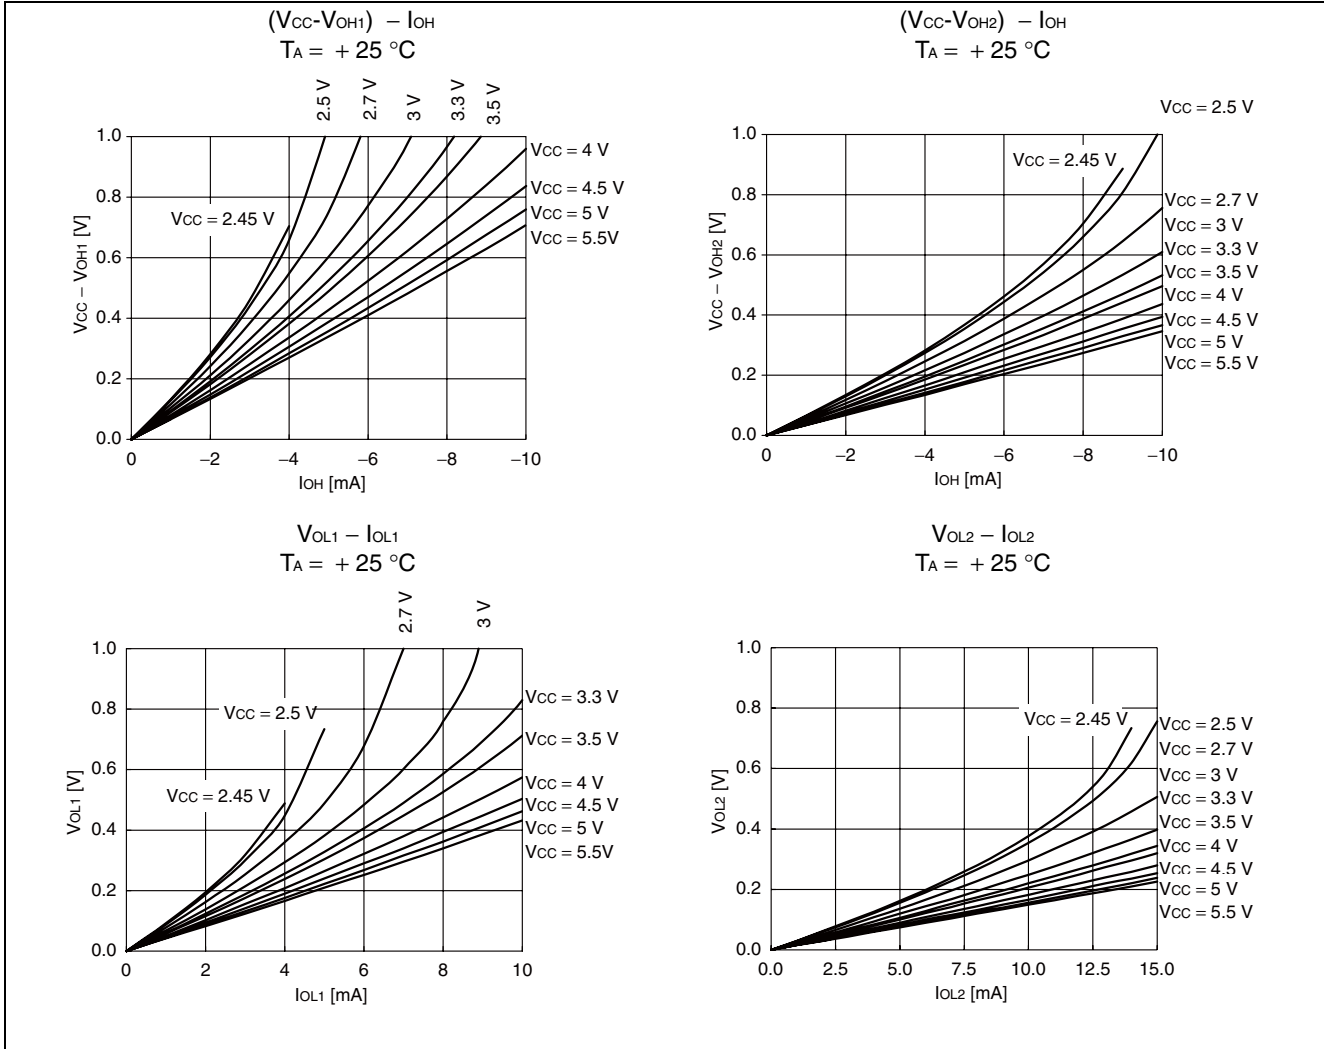 (VCC-VOH1) – IOH
TA = + 25 °C
2.5 V
2.7 V
3 V
3.3 V
3.5 V
1.0
0.8
0.6
0.4
0.2
0.0
VCC – VOH1 [V]
VCC = 2.45 V
VCC = 4 V
VCC = 4.5 V
VCC = 5 V
VCC = 5.5V
0
–2
–4
–6
–8
–10
IOH [mA]
(VCC-VOH2) – IOH
TA = + 25 °C
VCC = 2.5 V
1.0
0.8
0.6
0.4
0.2
0.0
VCC – VOH2 [V]
VCC = 2.45 V
VCC = 2.7 V
VCC = 3 V
VCC = 3.3 V
VCC = 3.5 V
VCC = 4 V
VCC = 4.5 V
VCC = 5 V
VCC = 5.5 V
0
–2
–4
–6
–8
–10
IOH [mA]
VOL1 – IOL1
TA = + 25 °C
2.7 V
3 V
1.0
0.8
0.6
0.4
0.2
0.0
VOL1 [V]
VCC = 2.5 V
VCC = 2.45 V
VCC = 3.3 V
VCC = 3.5 V
VCC = 4 V
VCC = 4.5 V
VCC = 5 V
VCC = 5.5V
0
2
4
6
8
10
IOL1 [mA]
VOL2 – IOL2
TA = + 25 °C
1.0
0.8
0.6
0.4
0.2
0.0
VOL2 [V]
VCC = 2.45 V
VCC = 2.5 V
VCC = 2.7 V
VCC = 3 V
VCC = 3.3 V
VCC = 3.5 V
VCC = 4 V
VCC = 4.5 V
VCC = 5 V
VCC = 5.5 V
0.0
2.5
5.0
7.5
10.0
12.5
15.0
IOL2 [mA]